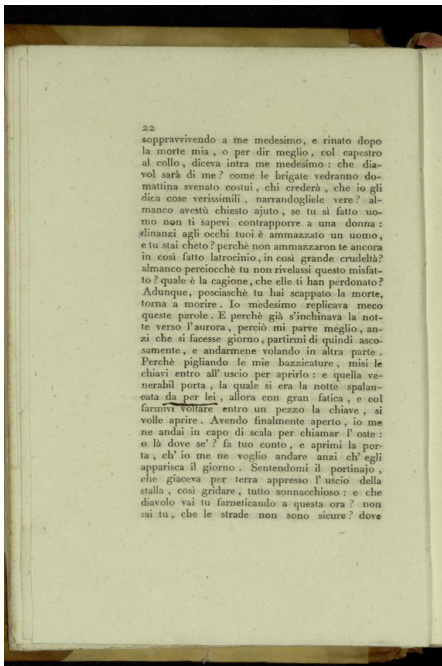 22
soppravvivendo a me medesimo, e rinato dopo
la morte mia, o per dir meglio, col capestro
al collo, diceva intra me medesimo : che dia-
vol sarà di me? come le brigate vedranno do-
mattina svenato costui, chi crederà, che io gli
dica cose verissimili, narrandogliele vere? al-
manco avestù chiesto ajuto, se tu sì fatto uo-
mo non ti sapevi contrapporre a una donna :
dinanzi agli occhi tuoi è ammazzato un uomo,
e tu stai cheto? perchè non ammazzaron te ancora
in così fatto latrocinio, in così grande crudeltà?
almanco perciocchè tu non rivelassi questo misfat-
to? quale è la cagione, che elle ti han perdonato?
Adunque, posciaschè tu hai scappato la morte,
torna a morire. Io medesimo replicava meco
queste parole. E perchè già s'inchinava la not-
te verso l'aurora, perciò mi parve meglio, an-
zi che si facesse giorno, partirmi di quindi asco-
samente, e andarmene volando in altra parte.
Perchè pigliando le mie bazzicature, misi le
chiavi entro all' uscio per aprirlo : e quella ve-
nerabil porta, la quale si era la notte spalan-
cata da per lei, allora con gran fatica, e col
farmivi voltare entro un pezzo la chiave, si
volle aprire. Avendo finalmente aperto, io me
ne andai in capo di scala per chiamar l' oste :
o là dove se'? fa tuo conto, e aprimi la por-
ta, ch' io me ne voglio andare anzi ch' egli
apparisca il giorno. Sentendomi il portinajo,
che giaceva per terra appresso l' uscio della
stalla, così gridare, tutto sonnacchioso : e che
diavolo vai tu farneticando a questa ora? non
sai tu, che le strade non sono sicure? dove